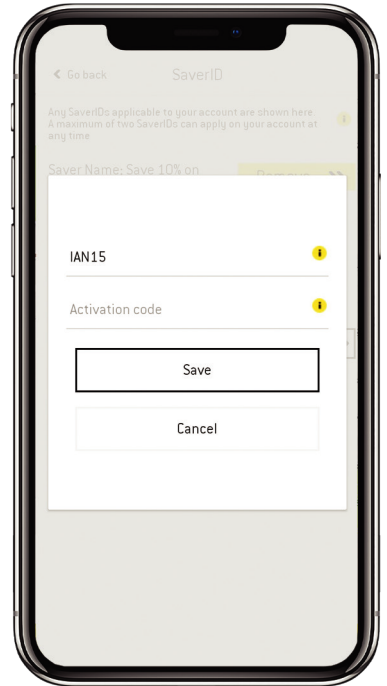 Go back
SaverID
Any SaverIDs applicable to your account are shown here
A maximum of two SaverIDs can apply on your account at
any time
Saver Name: Save 10% on
Remove
IAN15
Activation code
Save
Cancel